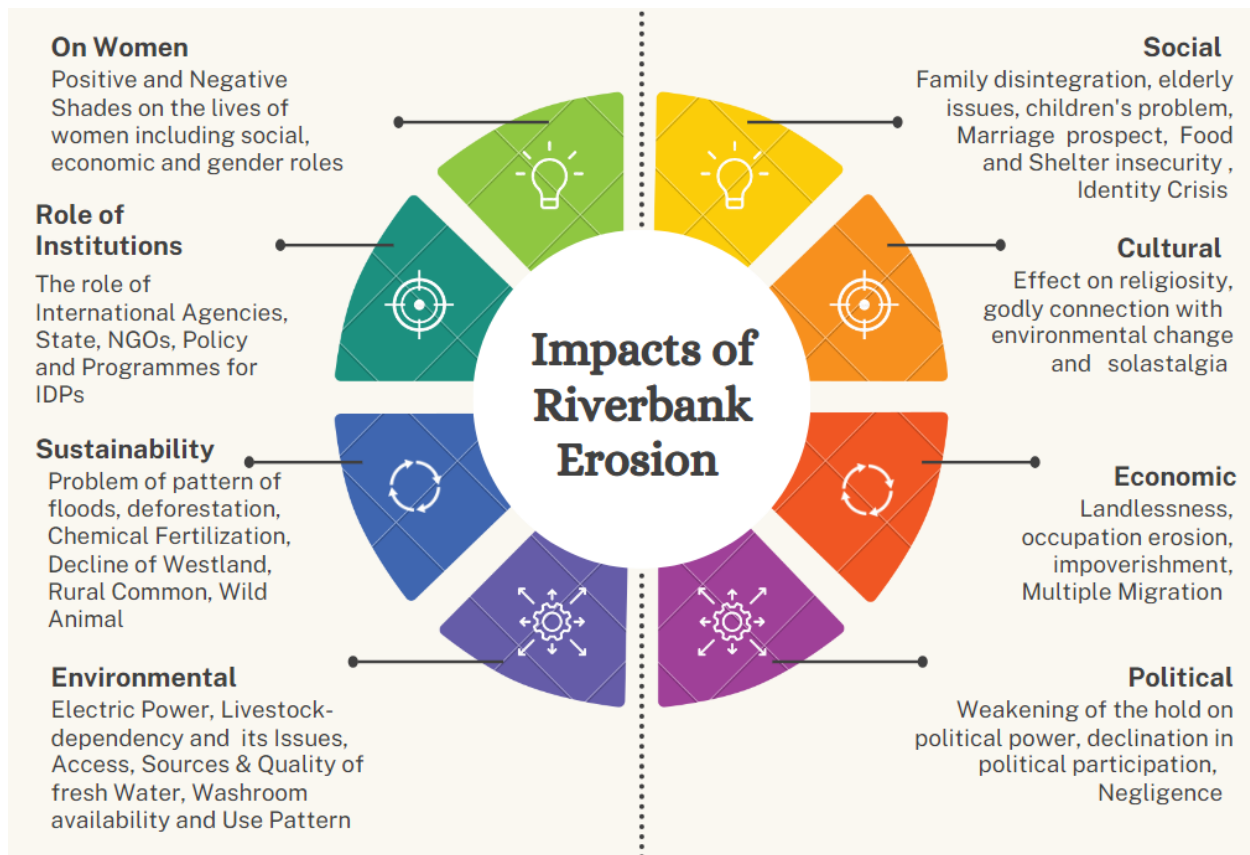 On Women
Positive and Negative
Shades on the lives of
women including social,
economic and gender roles
Role of
Institutions
The role of
International Agencies,
State, NGOs, Policy
and Programmes for
IDPs
Sustainability
Problem of pattern of
floods, deforestation,
Chemical Fertilization,
Decline of Westland,
Rural Common, Wild
Animal
Environmental
Electric Power, Livestock-
dependency and its Issues,
Access, Sources & Quality of
fresh Water, Washroom
availability and Use Pattern
Impacts of
Riverbank
Erosion
Social
Family disintegration, elderly
issues, children's problem,
Marriage prospect, Food
and Shelter insecurity ,
Identity Crisis
Cultural
Effect on religiosity,
godly connection with
environmental change
and solastalgia
Economic
Landlessness,
occupation erosion,
impoverishment,
Multiple Migration
Political
Weakening of the hold on
political power, declination in
political participation,
Negligence